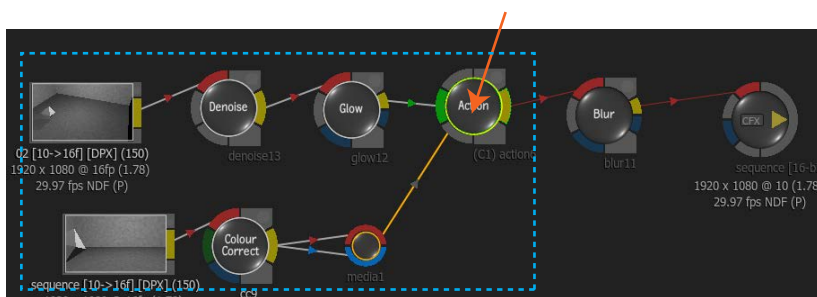 Denoise
Glow
Action
Blur
CFX
02 [10->16f] [DPX] (150)
1920 x 1080 @ 16fp (1.78)
29.97 fps NDF (P)
denoise13
glow12
(C1) action
blur11
sequence [16-b
1920 x 1080 @ 10 (1.78
29.97 fps NDF (P)
Colour
Correct
sequence [10->16f] [DPX] (150)
cc9
media1